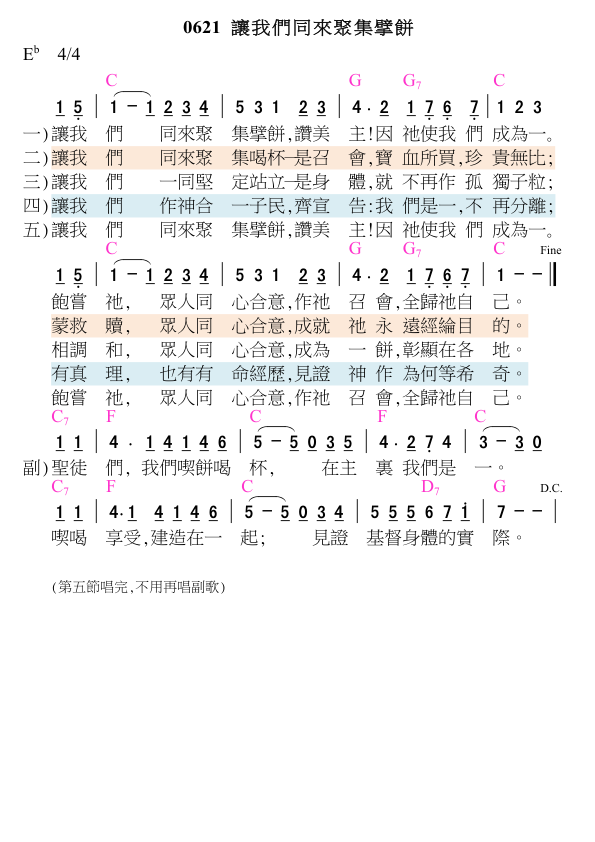 0621 讓我們同來聚集擘餅
E♭ 4/4
C G G7 C
1 5 | 1 - 1 2 3 4 | 5 3 1 2 3 | 4 · 2 1 7 6 7 | 1 2 3
一)讓我 們 同來聚 集擘餅,讚美 主!因 祂使我 們 成為一。
二)讓我 們 同來聚 集喝杯─是召 會,寶 血所買,珍 貴無比;
三)讓我 們 一同堅 定站立─是身 體,就 不再作 孤 獨子粒;
四)讓我 們 作神合 一子民,齊宣 告:我 們是一,不 再分離;
五)讓我 們 同來聚 集擘餅,讚美 主!因 祂使我 們 成為一。
C G G7 C Fine
1 5 | 1 - 1 2 3 4 | 5 3 1 2 3 | 4 · 2 1 7 6 7 | 1 - - ‖
飽嘗 祂, 眾人同 心合意,作祂 召 會,全歸祂自 己。
蒙救 贖, 眾人同 心合意,成就 祂 永 遠經綸目 的。
相調 和, 眾人同 心合意,成為 一 餅,彰顯在各 地。
有真 理, 也有有 命經歷,見證 神 作 為何等希 奇。
飽嘗 祂, 眾人同 心合意,作祂 召 會,全歸祂自 己。
C7 F C F C
1 1 | 4 · 1 4 1 4 6 | 5 - 5 0 3 5 | 4 · 2 7 4 | 3 - 3 0
副)聖徒 們, 我們喫餅喝 杯, 在主 裏 我們是 一。
C7 F C D7 G D.C.
1 1 | 4 · 1 4 1 4 6 | 5 - 5 0 3 4 | 5 5 5 6 7 i | 7 - - |
喫喝 享受,建造在一 起; 見證 基督身體的實 際。
(第五節唱完,不用再唱副歌)